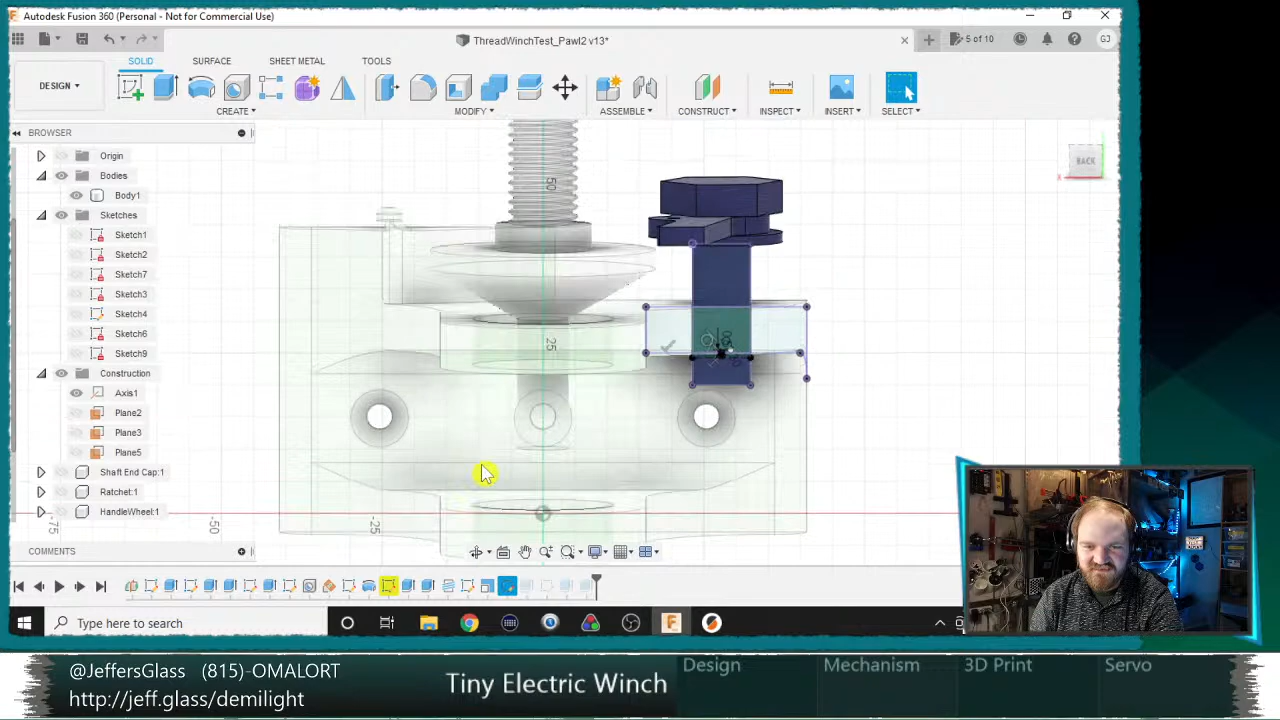 Autodesk Fusion 360 (Personal - Not for Commercial Use)
ThreadWinchTest_Pawl2 v13*
5 of 10
GJ
SOLID
SURFACE
SHEET METAL
TOOLS
DESIGN
CREATE
MODIFY
ASSEMBLE
CONSTRUCT
INSPECT
INSERT
SELECT
BROWSER
Origin
Bodies
Body1
Sketches
Sketch1
Sketch2
Sketch7
Sketch3
Sketch4
Sketch6
Sketch9
Construction
Axis1
Plane2
Plane3
Plane5
Shaft End Cap:1
Ratchet:1
HandleWheel:1
BACK
50
25
-75
-50
-25
COMMENTS
Type here to search
@JeffersGlass (815)-OMALORT
http://jeff.glass/demilight
Tiny Electric Winch
Design
Mechanism
3D Print
Servo